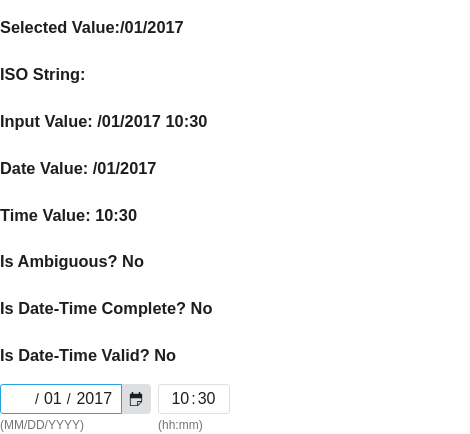 Selected Value:/01/2017
ISO String:
Input Value: /01/2017 10:30
Date Value: /01/2017
Time Value: 10:30
Is Ambiguous? No
Is Date-Time Complete? No
Is Date-Time Valid? No
/ 01 / 2017 10:30
(MM/DD/YYYY) (hh:mm)